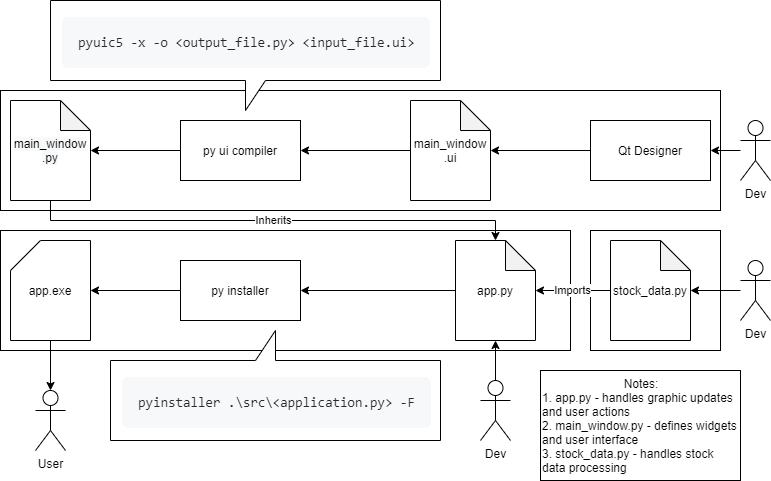 pyuic5 -x -o <output_file.py> <input_file.ui>
main_window
.py
py ui compiler
main_window
.ui
Qt Designer
Dev
Inherits
app.exe
py installer
app.py
Imports
stock_data.py
Dev
pyinstaller .\src\<application.py> -F
User
Dev
Notes:
1. app.py - handles graphic updates
and user actions
2. main_window.py - defines widgets
and user interface
3. stock_data.py - handles stock
data processing